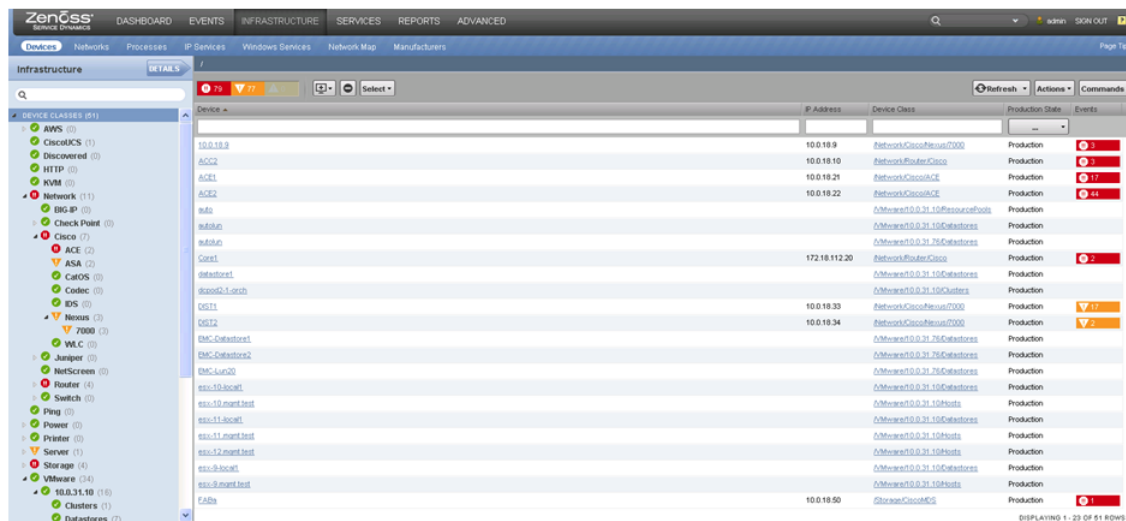 Zenoss DASHBOARD EVENTS INFRASTRUCTURE SERVICES REPORTS ADVANCED admin SIGN OUT
SERVICE DYNAMICS
Devices Networks Processes IP Services Windows Services Network Map Manufacturers Page Te
Infrastructure DETAILS /
79 77 Select Refresh Actions Commands
DEVICE CLASSES (51) Device IP Address Device Class Production State Events
AWS (0) ...
CiscoUCS (1) 10.0.18.9 10.0.18.9 /Network/Cisco/Nexus/7000 Production 3
Discovered (0) ACC2 10.0.18.10 /Network/Router/Cisco Production 3
HTTP (0) ACE1 10.0.18.21 /Network/Cisco/ACE Production 17
KVM (0) ACE2 10.0.18.22 /Network/Cisco/ACE Production 44
Network (11) auto /VMware/10.0.31.10/ResourcePools Production
BIG-IP (0) autolun /VMware/10.0.31.10/Datastores Production
Check Point (0) autolun /VMware/10.0.31.76/Datastores Production
Cisco (7) Core1 172.18.112.20 /Network/Router/Cisco Production 2
ACE (2) datastore1 /VMware/10.0.31.10/Datastores Production
ASA (2) dcpod2-1-orch /VMware/10.0.31.10/Clusters Production
CatOS (0) DIST1 10.0.18.33 /Network/Cisco/Nexus/7000 Production 17
Codec (0) DIST2 10.0.18.34 /Network/Cisco/Nexus/7000 Production 2
IDS (0) EMC-Datastore1 /VMware/10.0.31.76/Datastores Production
Nexus (3) EMC-Datastore2 /VMware/10.0.31.76/Datastores Production
7000 (3) EMC-Lun20 /VMware/10.0.31.76/Datastores Production
WLC (0) esx-10-local1 /VMware/10.0.31.10/Datastores Production
Juniper (0) esx-10.mgmt.test /VMware/10.0.31.10/Hosts Production
NetScreen (0) esx-11-local1 /VMware/10.0.31.10/Datastores Production
Router (4) esx-11.mgmt.test /VMware/10.0.31.10/Hosts Production
Switch (0) esx-12.mgmt.test /VMware/10.0.31.10/Hosts Production
Ping (0) esx-9-local1 /VMware/10.0.31.10/Datastores Production
Power (0) esx-9.mgmt.test /VMware/10.0.31.10/Hosts Production
Printer (0) FABa 10.0.18.50 /Storage/CiscoMDS Production 1
Server (1)
Storage (4)
VMware (34)
10.0.31.10 (16)
Clusters (1)
Datastores (7) DISPLAYING 1 - 23 OF 51 ROWS